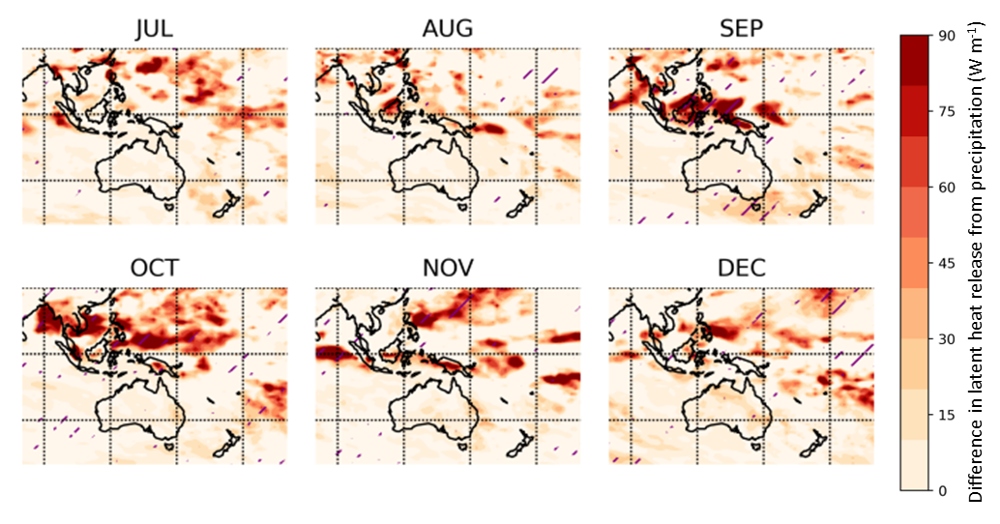 JUL AUG SEP
OCT NOV DEC
90
75
60
45
30
15
0
Difference in latent heat release from precipitation (W m⁻¹)